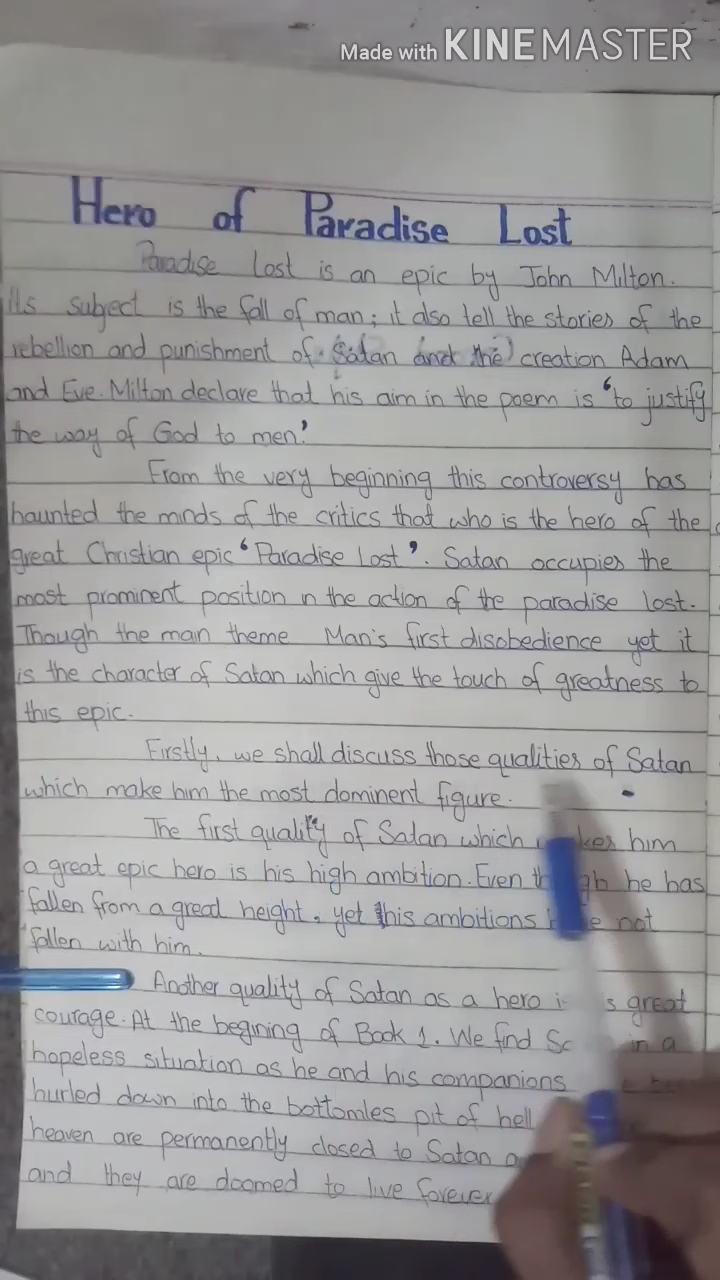 Made with KINEMASTER
Hero of Paradise Lost
Paradise lost is an epic by John Milton.
Its subject is the fall of man; it also tell the stories of the
rebellion and punishment of Satan and the creation Adam
and Eve. Milton declare that his aim in the poem is 'to justify
the way of God to men.'
From the very beginning this controversy has
haunted the minds of the critics that who is the hero of the
great Christian epic 'Paradise Lost'. Satan occupies the
most prominent position in the action of the paradise lost.
Though the main theme Man's first disobedience yet it
is the character of Satan which give the touch of greatness to
this epic.
Firstly, we shall discuss those qualities of Satan
which make him the most dominent figure.
The first quality of Satan which him
a great epic hero is his high ambition. Even he has
fallen from a great height, yet his ambitions not
fallen with him.
Another quality of Satan as a hero great
courage. At the begining of Book 1. We find in a
hopeless situation as he and his companions
hurled down into the bottomles pit of hell
heaven are permanently closed to Satan
and they are doomed to live forever